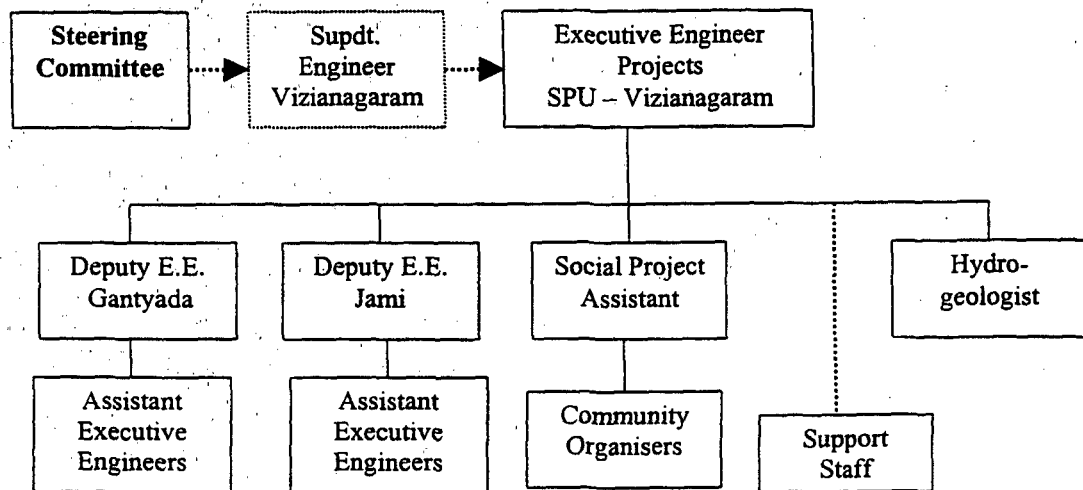 Steering
Committee
Supdt.
Engineer
Vizianagaram
Executive Engineer
Projects
SPU – Vizianagaram
Deputy E.E.
Gantyada
Deputy E.E.
Jami
Social Project
Assistant
Hydro-
geologist
Assistant
Executive
Engineers
Assistant
Executive
Engineers
Community
Organisers
Support
Staff